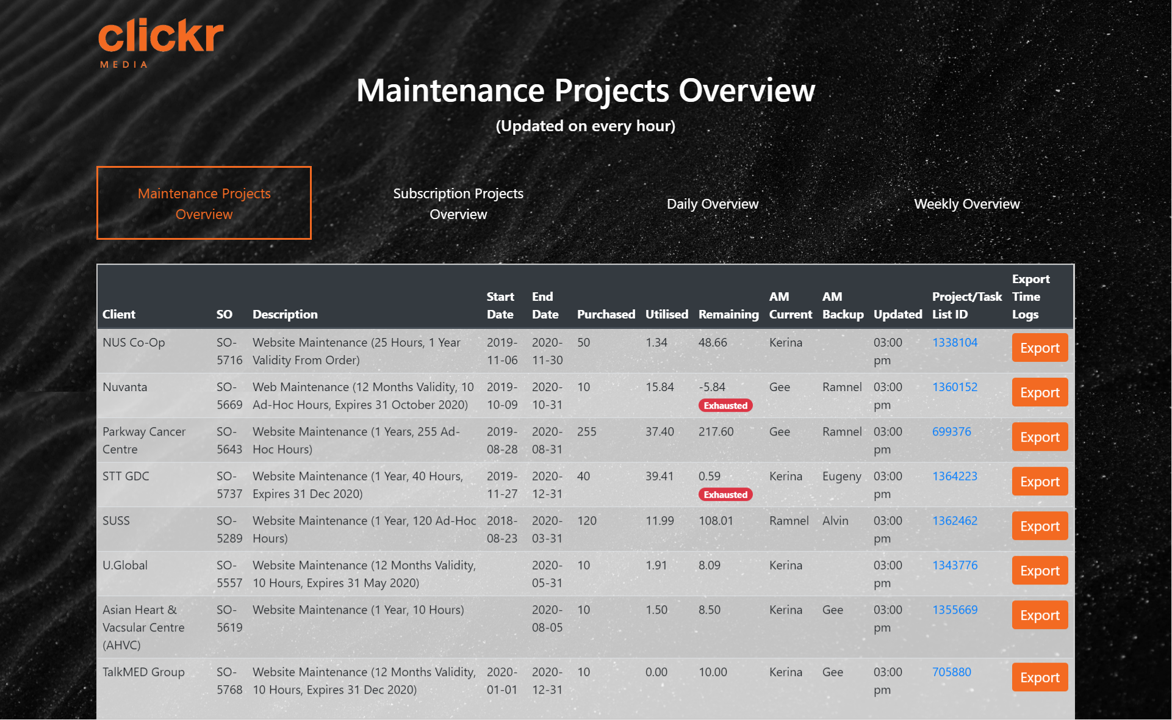 clickr
MEDIA
Maintenance Projects Overview
(Updated on every hour)
Maintenance Projects
Overview
Subscription Projects
Overview
Daily Overview
Weekly Overview
Client SO Description Start Date End Date Purchased Utilised Remaining AM Current AM Backup Updated Project/Task List ID Export Time Logs
NUS Co-Op SO-5716 Website Maintenance (25 Hours, 1 Year Validity From Order) 2019-11-06 2020-11-30 50 1.34 48.66 Kerina 03:00 pm 1338104 Export
Nuvanta SO-5669 Web Maintenance (12 Months Validity, 10 Ad-Hoc Hours, Expires 31 October 2020) 2019-10-09 2020-10-31 10 15.84 -5.84 Exhausted Gee Ramnel 03:00 pm 1360152 Export
Parkway Cancer Centre SO-5643 Website Maintenance (1 Years, 255 Ad-Hoc Hours) 2019-08-28 2020-08-31 255 37.40 217.60 Gee Ramnel 03:00 pm 699376 Export
STT GDC SO-5737 Website Maintenance (1 Year, 40 Hours, Expires 31 Dec 2020) 2019-11-27 2020-12-31 40 39.41 0.59 Exhausted Kerina Eugeny 03:00 pm 1364223 Export
SUSS SO-5289 Website Maintenance (1 Year, 120 Ad-Hoc Hours) 2018-08-23 2020-03-31 120 11.99 108.01 Ramnel Alvin 03:00 pm 1362462 Export
U.Global SO-5557 Website Maintenance (12 Months Validity, 10 Hours, Expires 31 May 2020) 2020-05-31 10 1.91 8.09 Kerina 03:00 pm 1343776 Export
Asian Heart & Vacsular Centre (AHVC) SO-5619 Website Maintenance (1 Year, 10 Hours) 2020-08-05 10 1.50 8.50 Kerina Gee 03:00 pm 1355669 Export
TalkMED Group SO-5768 Website Maintenance (12 Months Validity, 10 Hours, Expires 31 Dec 2020) 2020-01-01 2020-12-31 10 0.00 10.00 Kerina Gee 03:00 pm 705880 Export